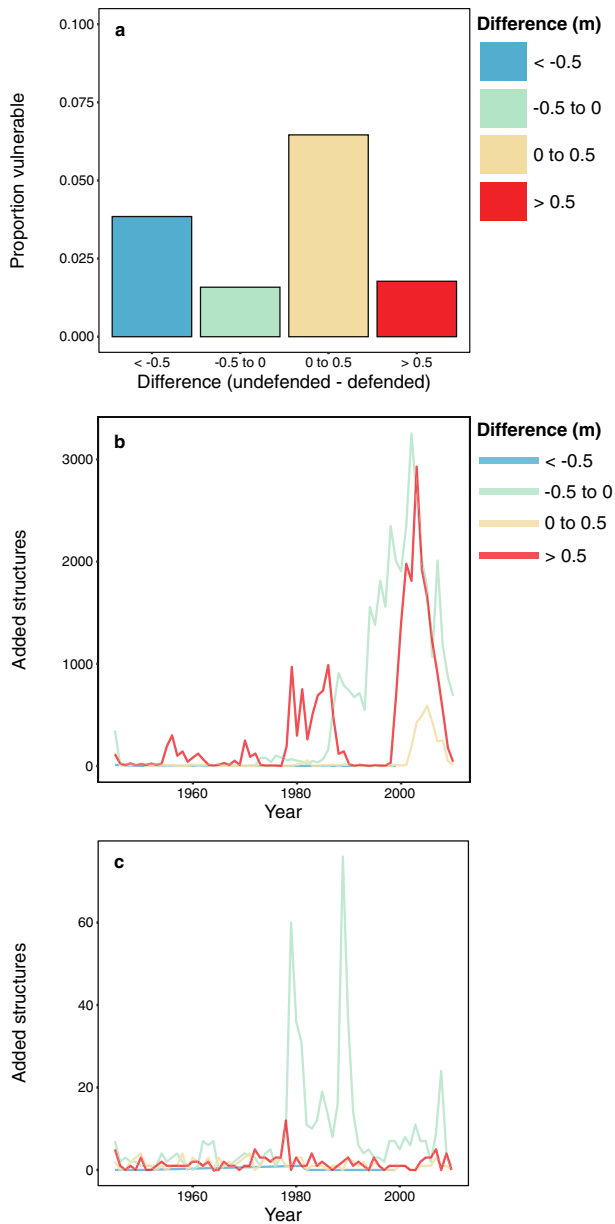 a
Proportion vulnerable
0.100
0.075
0.050
0.025
0.000
< -0.5
-0.5 to 0
0 to 0.5
> 0.5
Difference (undefended - defended)
Difference (m)
< -0.5
-0.5 to 0
0 to 0.5
> 0.5
b
Added structures
3000
2000
1000
0
1960
1980
2000
Year
Difference (m)
< -0.5
-0.5 to 0
0 to 0.5
> 0.5
c
Added structures
60
40
20
0
1960
1980
2000
Year